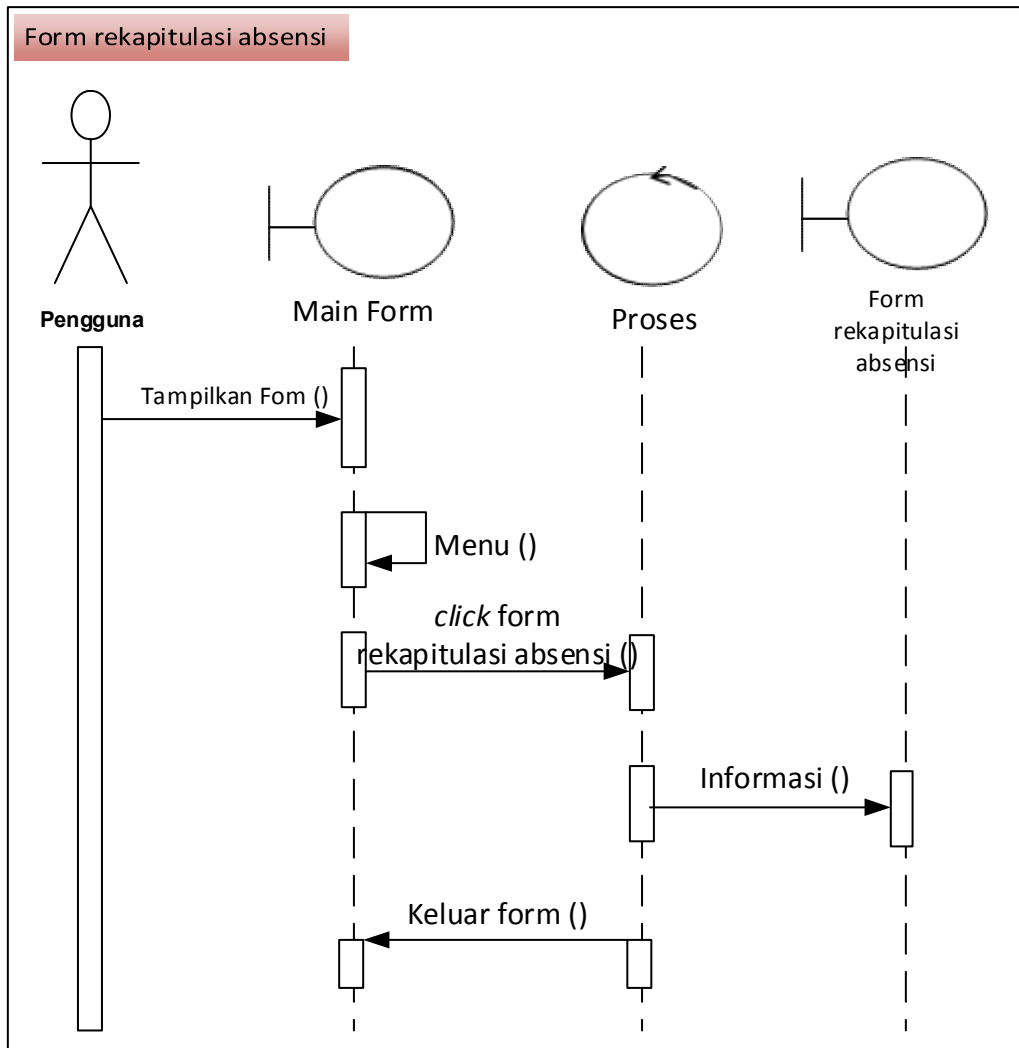 Form rekapitulasi absensi
Pengguna
Main Form
Proses
Form
rekapitulasi
absensi
Tampilkan Fom ()
Menu ()
click form
rekapitulasi absensi ()
Informasi ()
Keluar form ()